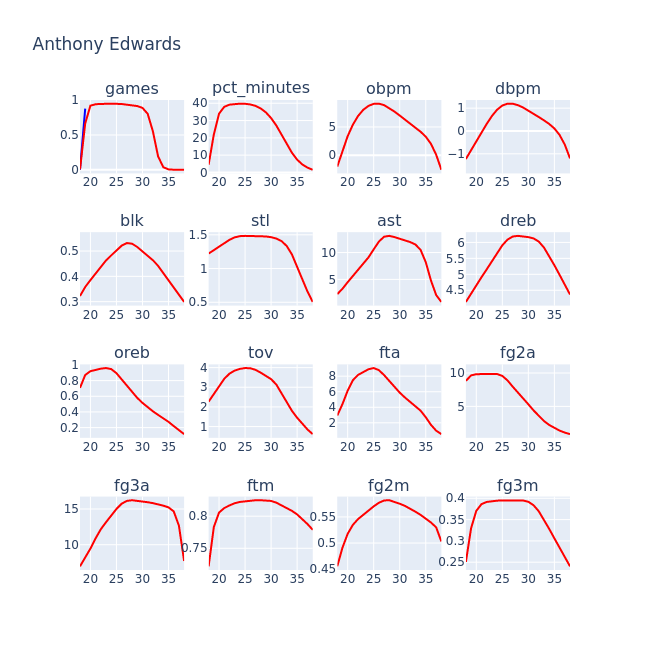 Anthony Edwards
games pct_minutes obpm dbpm
1 0.5 0 40 30 20 10 0 5 0 1 0 −1
20 25 30 35 20 25 30 35 20 25 30 35 20 25 30 35
blk stl ast dreb
0.5 0.4 0.3 1.5 1 0.5 10 5 6 5.5 5 4.5
20 25 30 35 20 25 30 35 20 25 30 35 20 25 30 35
oreb tov fta fg2a
1 0.8 0.6 0.4 0.2 4 3 2 1 8 6 4 2 10 5
20 25 30 35 20 25 30 35 20 25 30 35 20 25 30 35
fg3a ftm fg2m fg3m
15 10 0.8 0.75 0.55 0.5 0.45 0.4 0.35 0.3 0.25
20 25 30 35 20 25 30 35 20 25 30 35 20 25 30 35